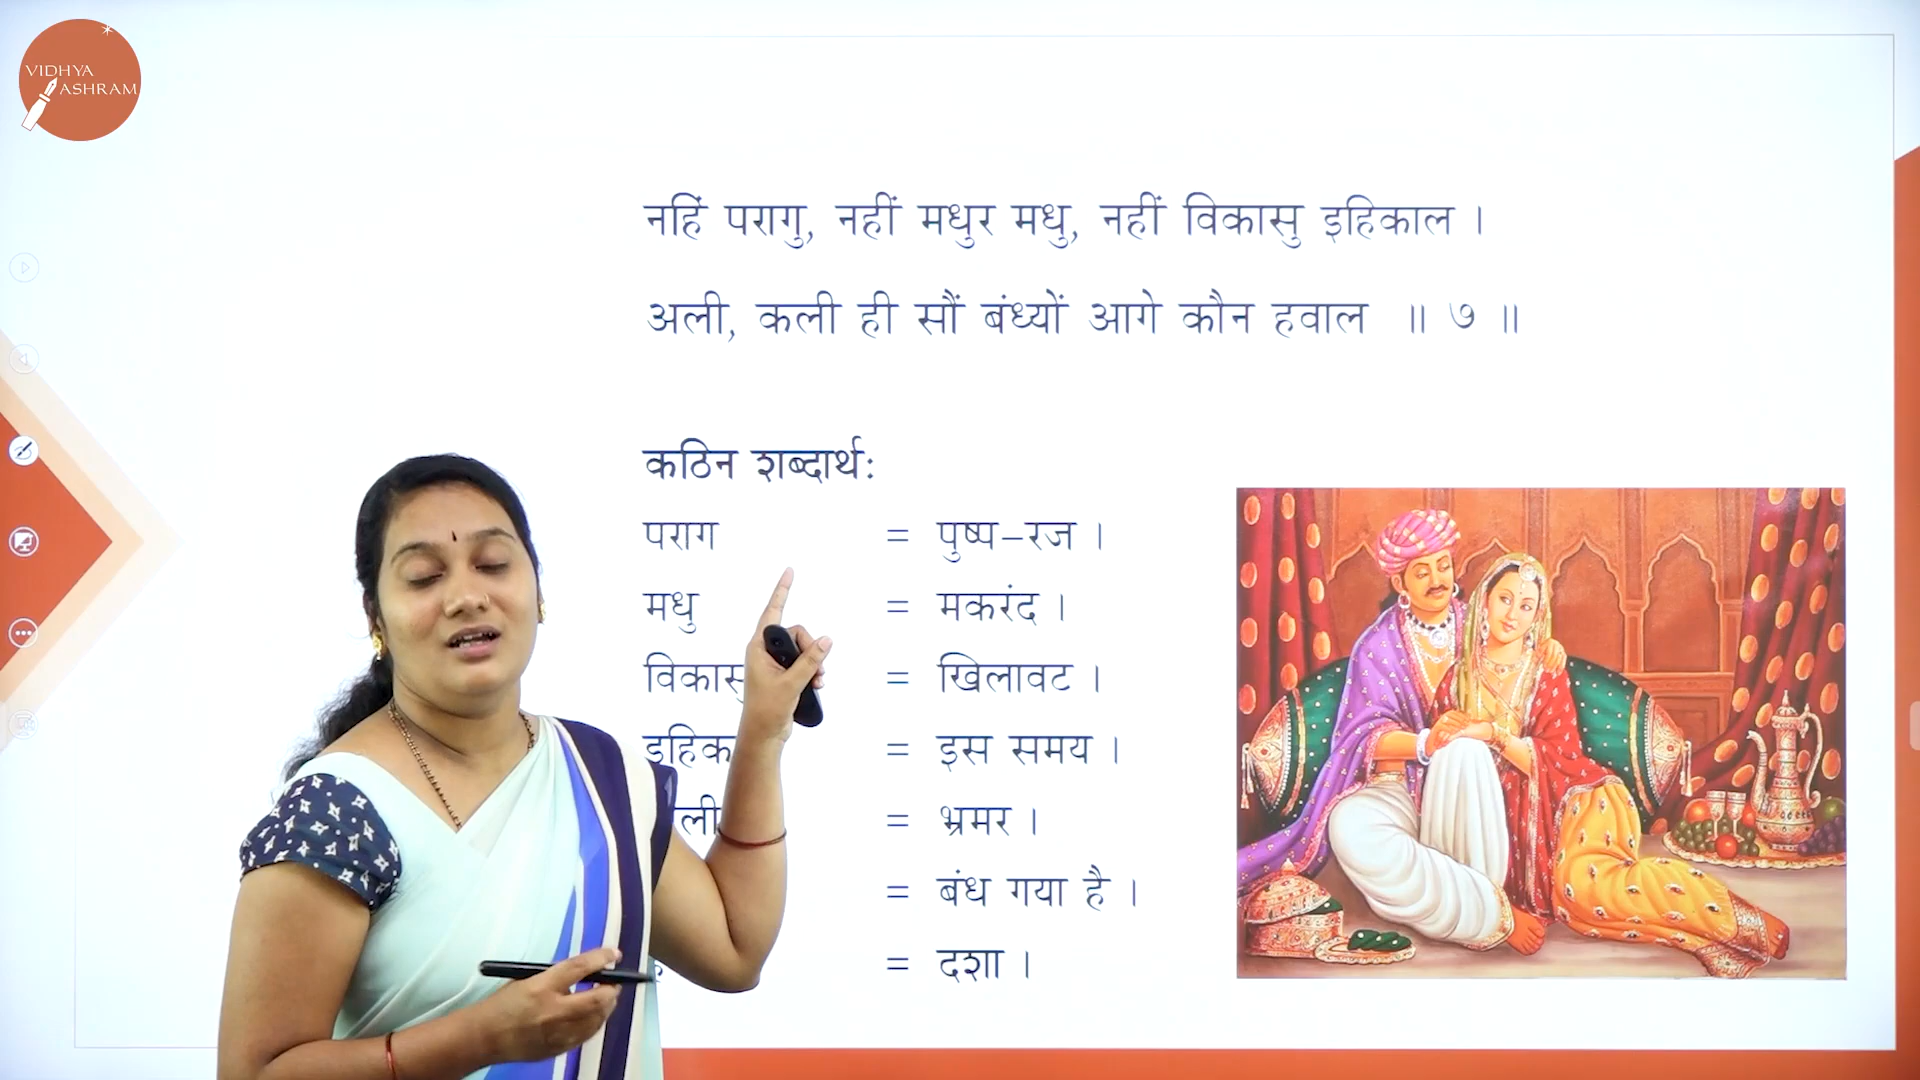 VIDHYA
ASHRAM
नहिं परागु, नहीं मधुर मधु, नहीं विकासु इहिकाल ।
अली, कली ही सौं बंध्यों आगे कौन हवाल ॥ ७ ॥
कठिन शब्दार्थ:
पराग = पुष्प-रज ।
मधु = मकरंद ।
= खिलावट ।
= इस समय ।
= भ्रमर ।
= बंध गया है ।
= दशा ।